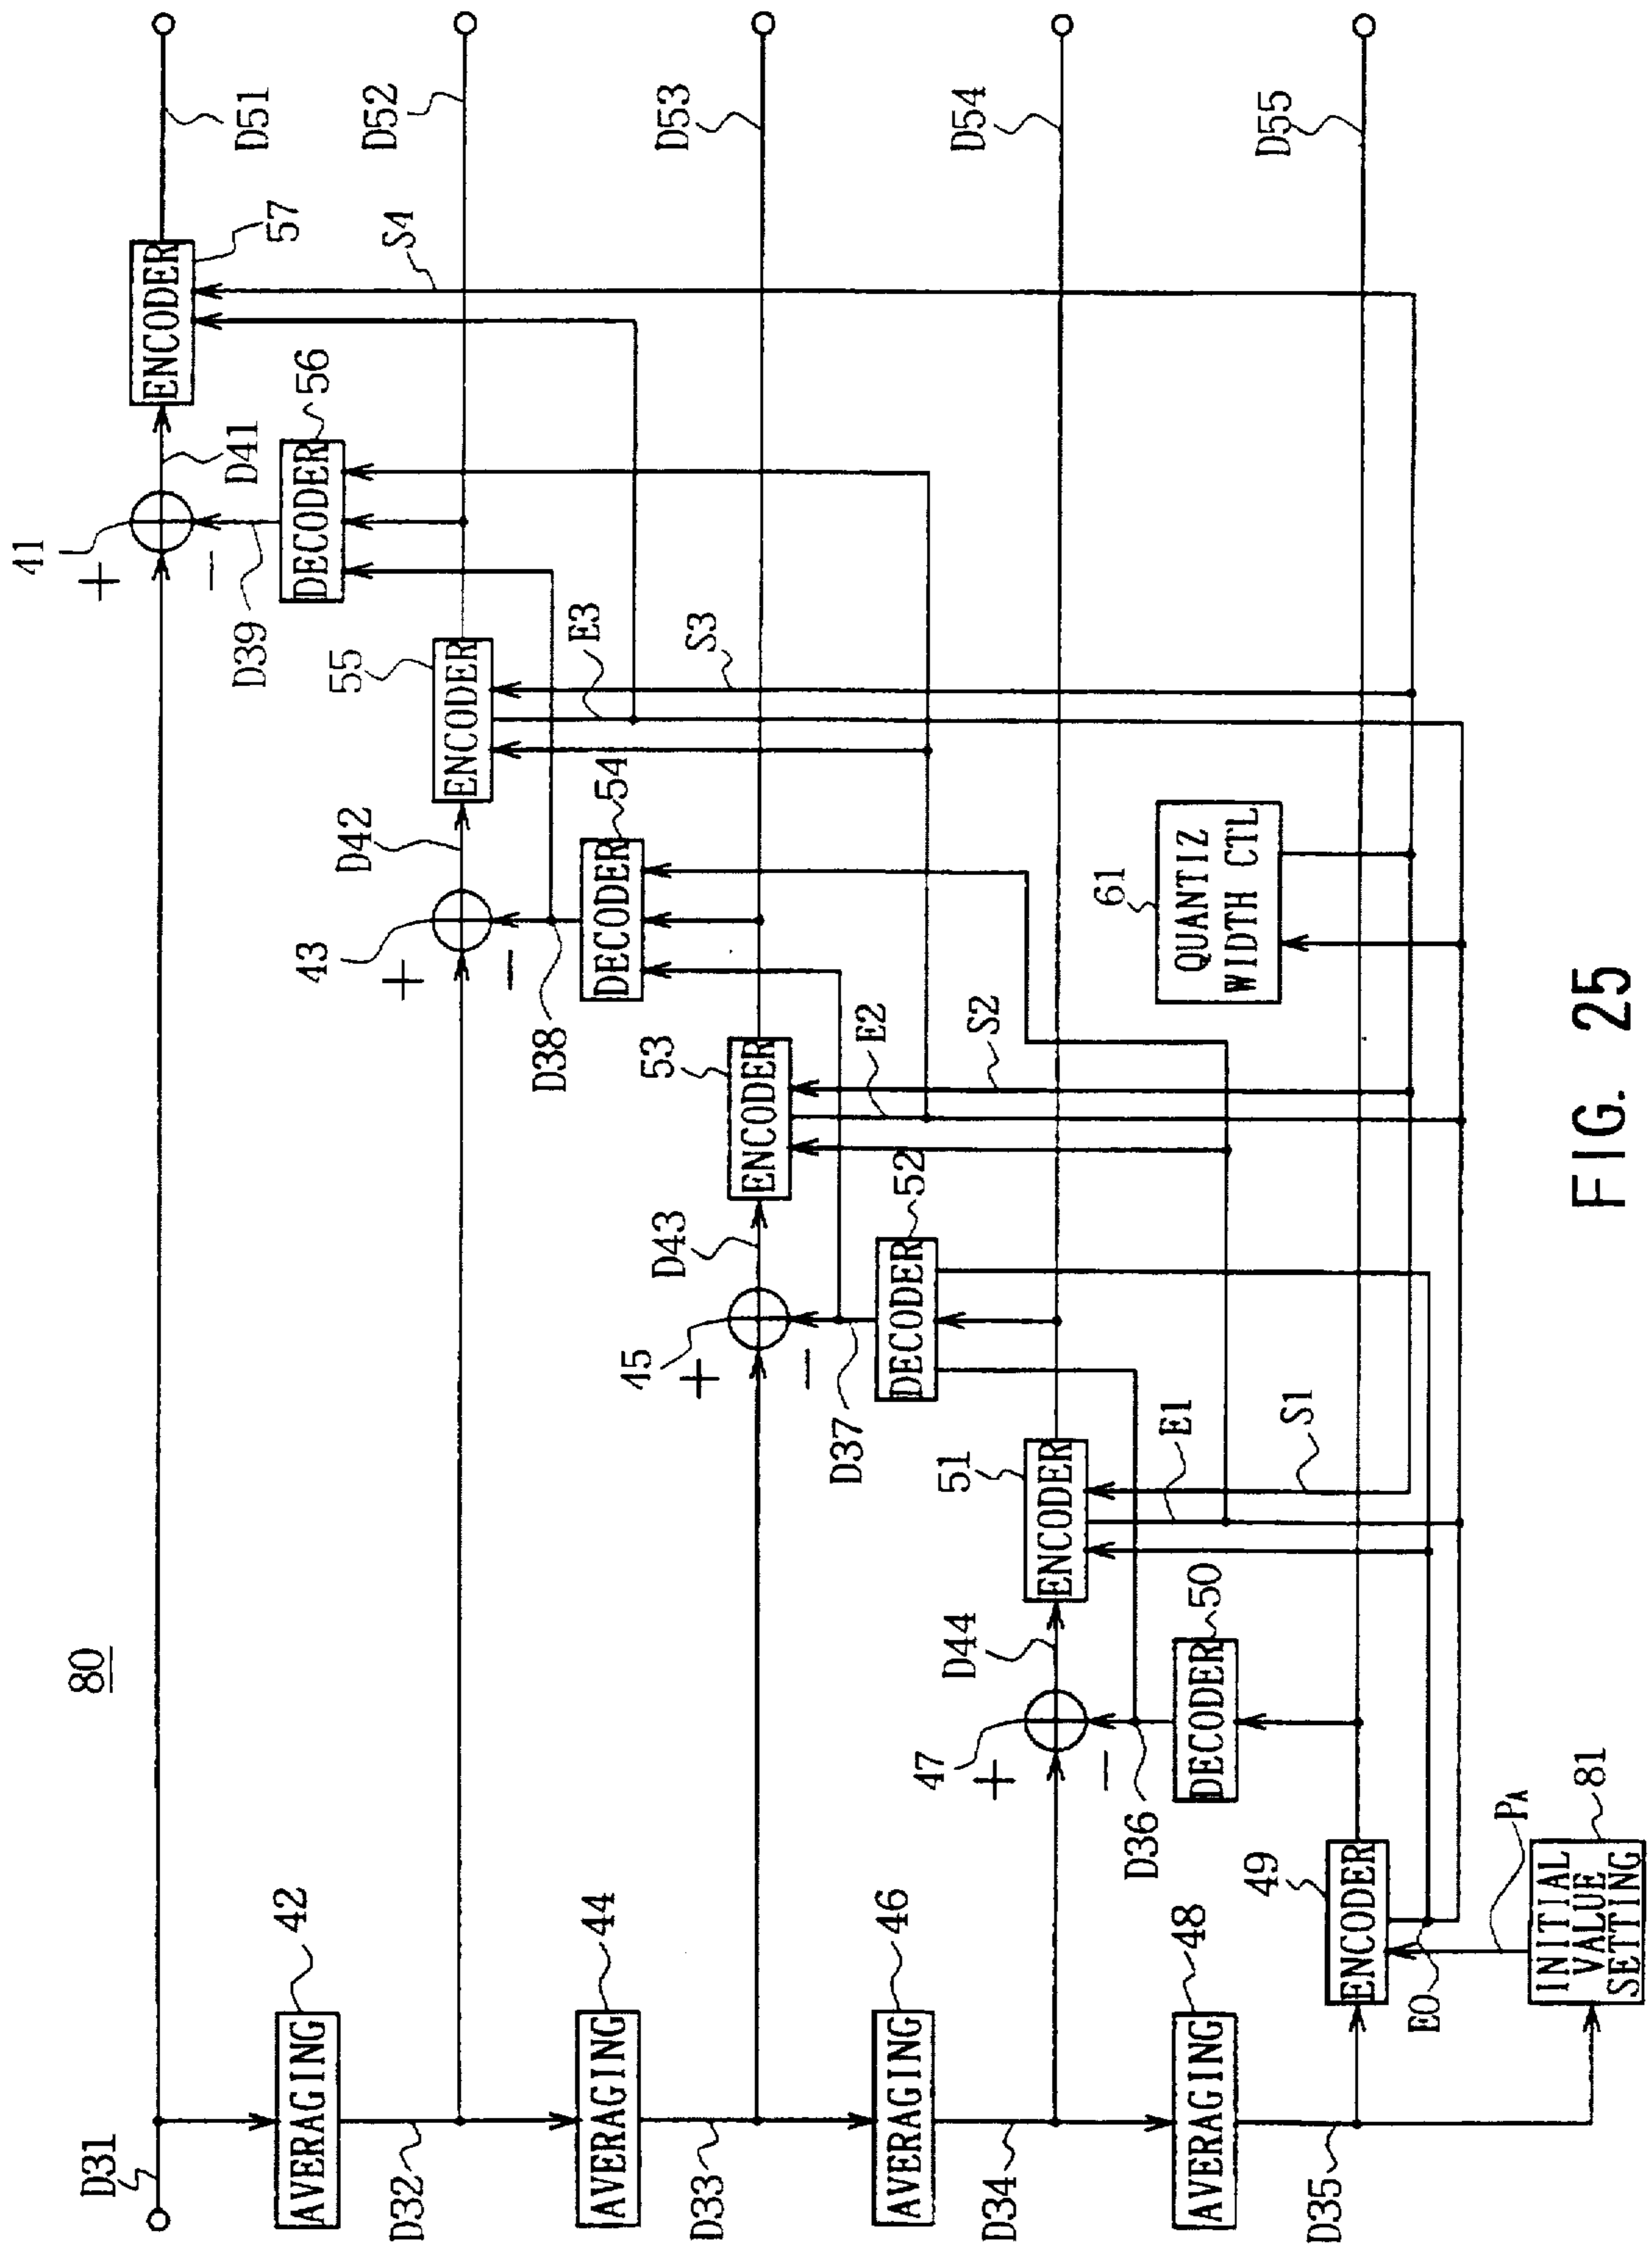 80
D31
41
+
−
D41
ENCODER
57
D51
AVERAGING
42
D39
DECODER
56
S4
D32
43
+
−
D42
ENCODER
55
D52
AVERAGING
44
D38
DECODER
54
E3
S3
D33
45
+
−
D43
ENCODER
53
D53
AVERAGING
46
D37
DECODER
52
E2
S2
D34
47
+
−
D44
ENCODER
51
D54
AVERAGING
48
D36
DECODER
50
E1
S1
61
QUANTIZ
WIDTH CTL
D35
ENCODER
49
D55
E0
PA
INITIAL
VALUE
SETTING
81
FIG. 25